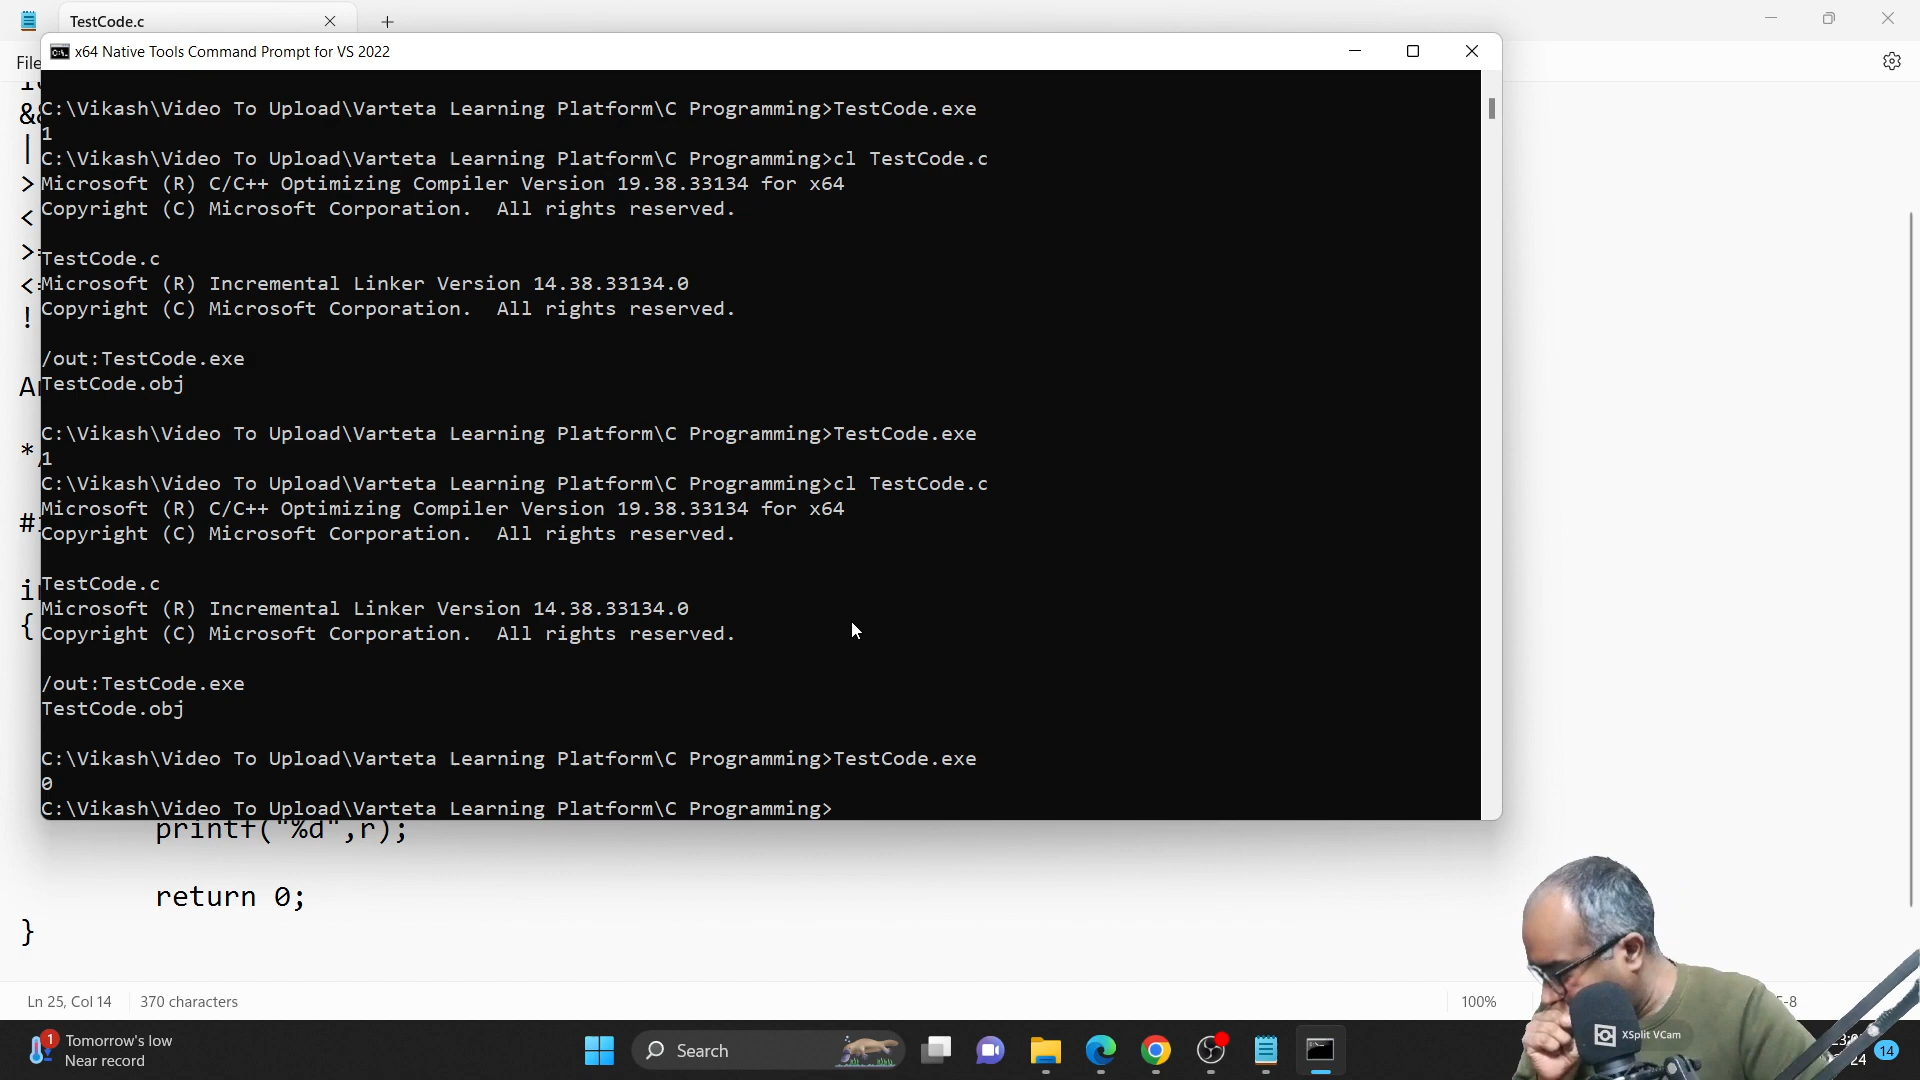 TestCode.c
x64 Native Tools Command Prompt for VS 2022
File
&&
|
>
<
>=
<=
!
*/
{
C:\Vikash\Video To Upload\Varteta Learning Platform\C Programming>TestCode.exe
1
C:\Vikash\Video To Upload\Varteta Learning Platform\C Programming>cl TestCode.c
Microsoft (R) C/C++ Optimizing Compiler Version 19.38.33134 for x64
Copyright (C) Microsoft Corporation.  All rights reserved.
TestCode.c
Microsoft (R) Incremental Linker Version 14.38.33134.0
Copyright (C) Microsoft Corporation.  All rights reserved.
/out:TestCode.exe
TestCode.obj
C:\Vikash\Video To Upload\Varteta Learning Platform\C Programming>TestCode.exe
1
C:\Vikash\Video To Upload\Varteta Learning Platform\C Programming>cl TestCode.c
Microsoft (R) C/C++ Optimizing Compiler Version 19.38.33134 for x64
Copyright (C) Microsoft Corporation.  All rights reserved.
TestCode.c
Microsoft (R) Incremental Linker Version 14.38.33134.0
Copyright (C) Microsoft Corporation.  All rights reserved.
/out:TestCode.exe
TestCode.obj
C:\Vikash\Video To Upload\Varteta Learning Platform\C Programming>TestCode.exe
0
C:\Vikash\Video To Upload\Varteta Learning Platform\C Programming>
printf("%d",r);
return 0;
}
Ln 25, Col 14
370 characters
100%
1
Tomorrow's low
Near record
Search
XSplit VCam
14